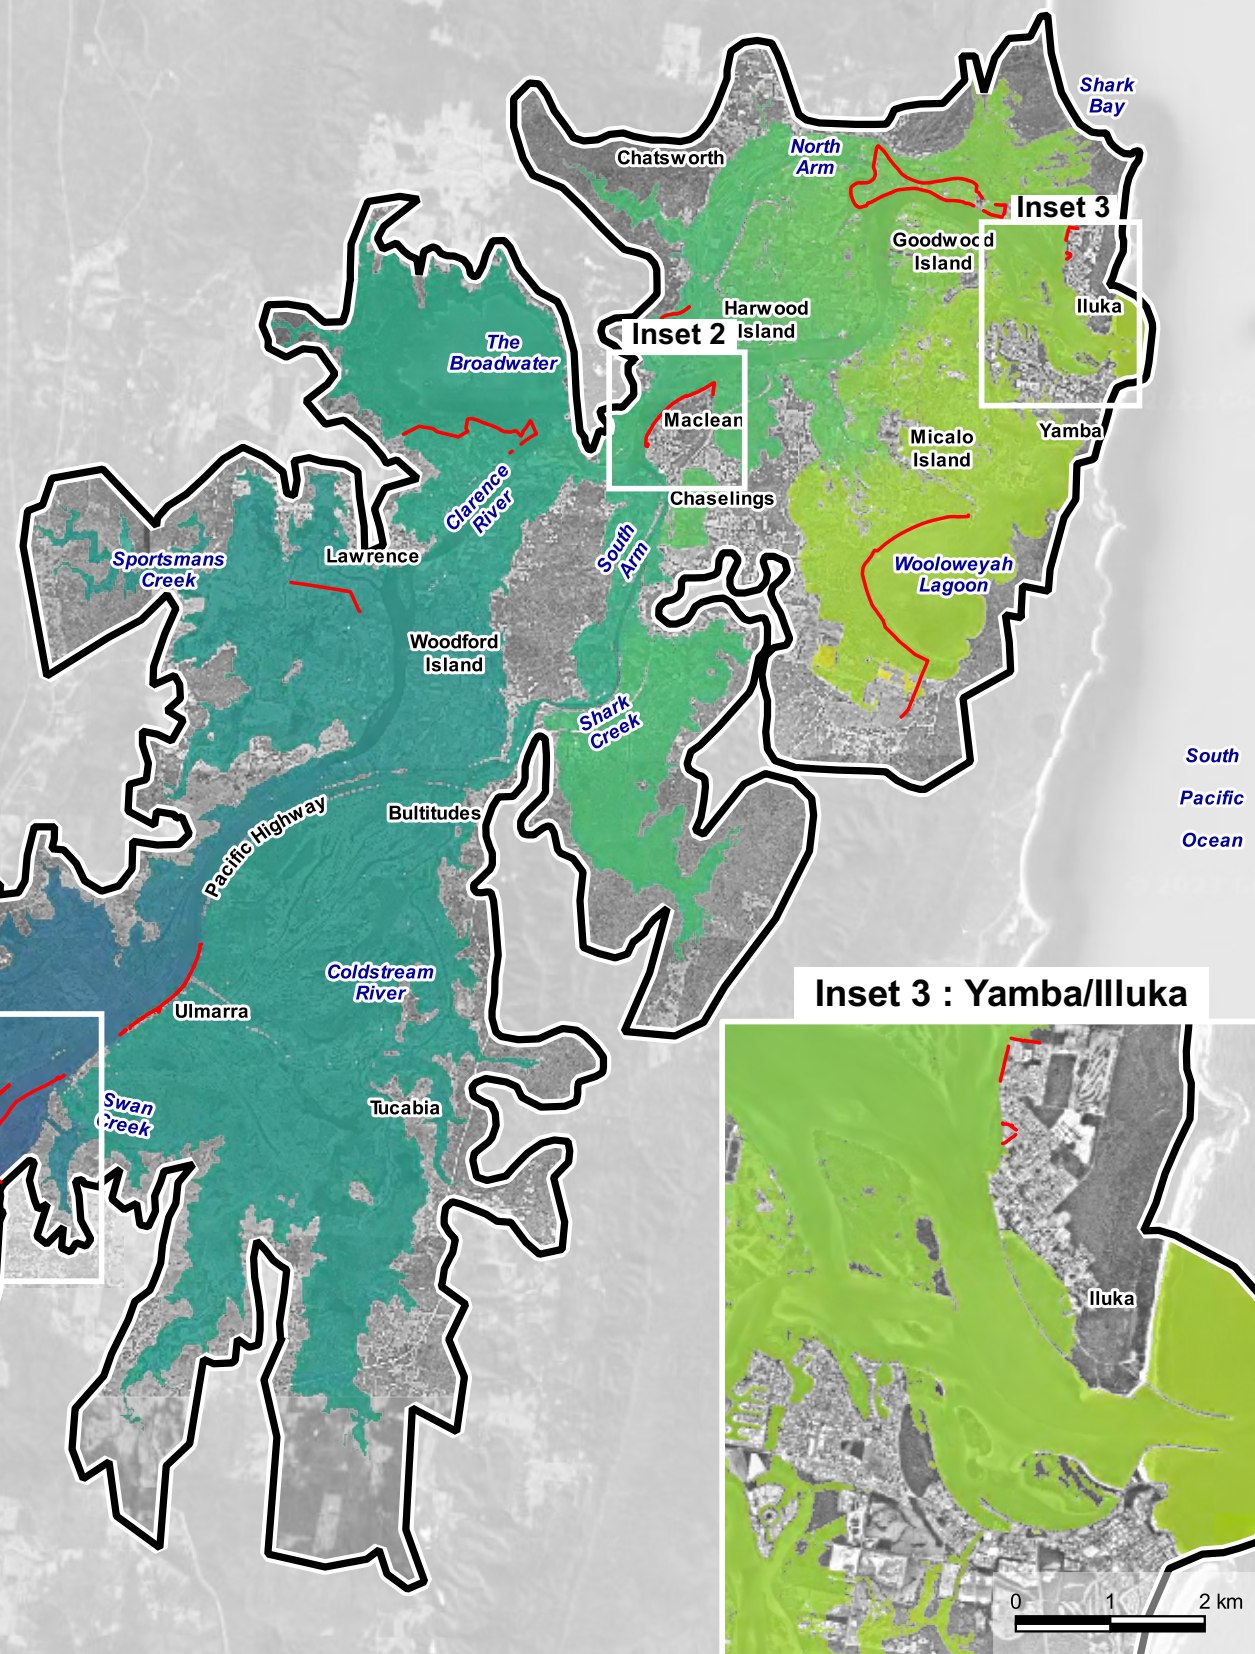 Shark
Bay
North
Arm
Chatsworth
Inset 3
Goodwood
Island
Iluka
Harwood
Island
Inset 2
The
Broadwater
Maclean
Yamba
Micalo
Island
Clarence
River
Chaselings
South
Arm
Sportsmans
Creek
Lawrence
Wooloweyah
Lagoon
Woodford
Island
Shark
Creek
South
Pacific
Ocean
Pacific Highway
Bultitudes
Coldstream
River
Ulmarra
Inset 3 : Yamba/Illuka
Swan
Creek
Tucabia
Iluka
0 1 2 km